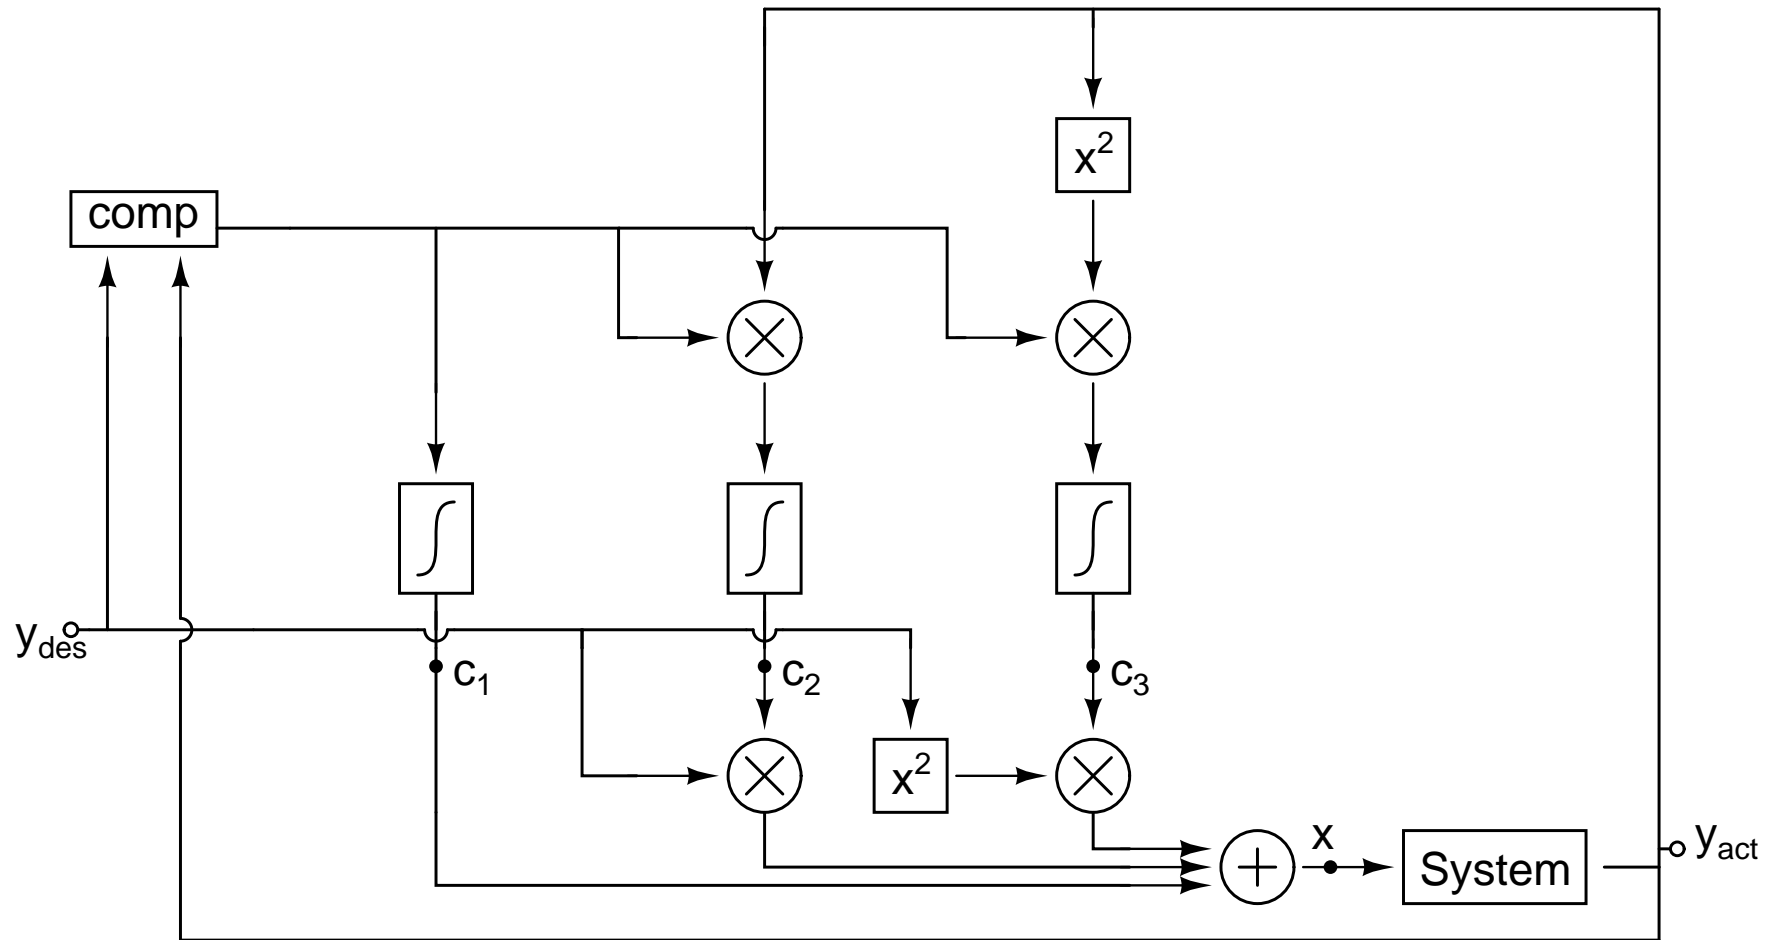 x²
comp
y_des
c₁
c₂
c₃
x²
x
System
y_act